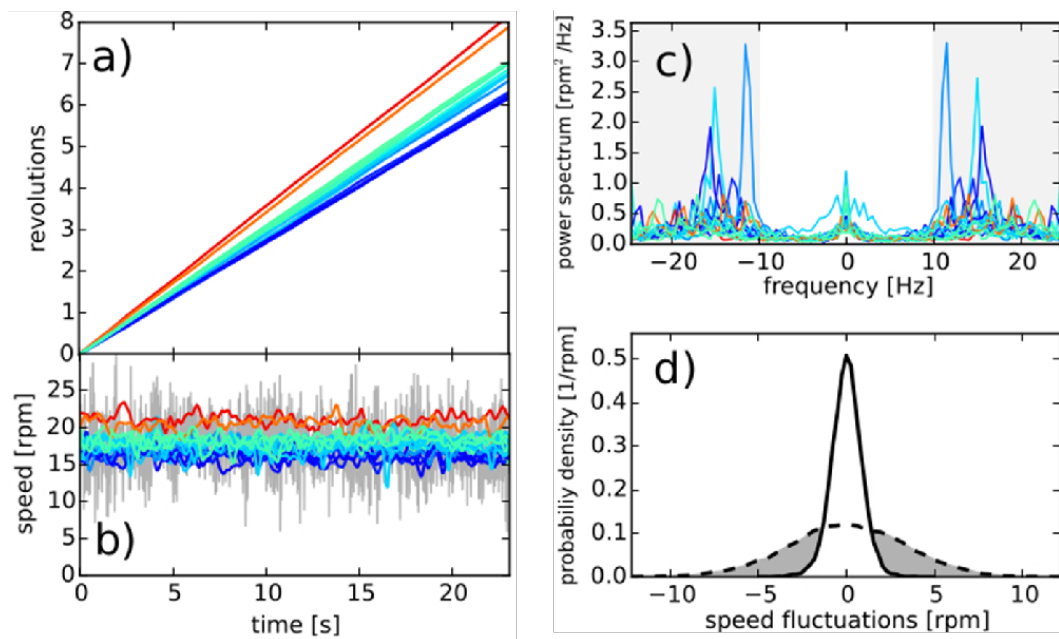 a)
revolutions
8
7
6
5
4
3
2
1
0
b)
speed [rpm]
25
20
15
10
5
0
0 5 10 15 20
time [s]
c)
power spectrum [rpm² /Hz]
3.5
3.0
2.5
2.0
1.5
1.0
0.5
0.0
−20 −10 0 10 20
frequency [Hz]
d)
probabiliy density [1/rpm]
0.5
0.4
0.3
0.2
0.1
0.0
−10 −5 0 5 10
speed fluctuations [rpm]